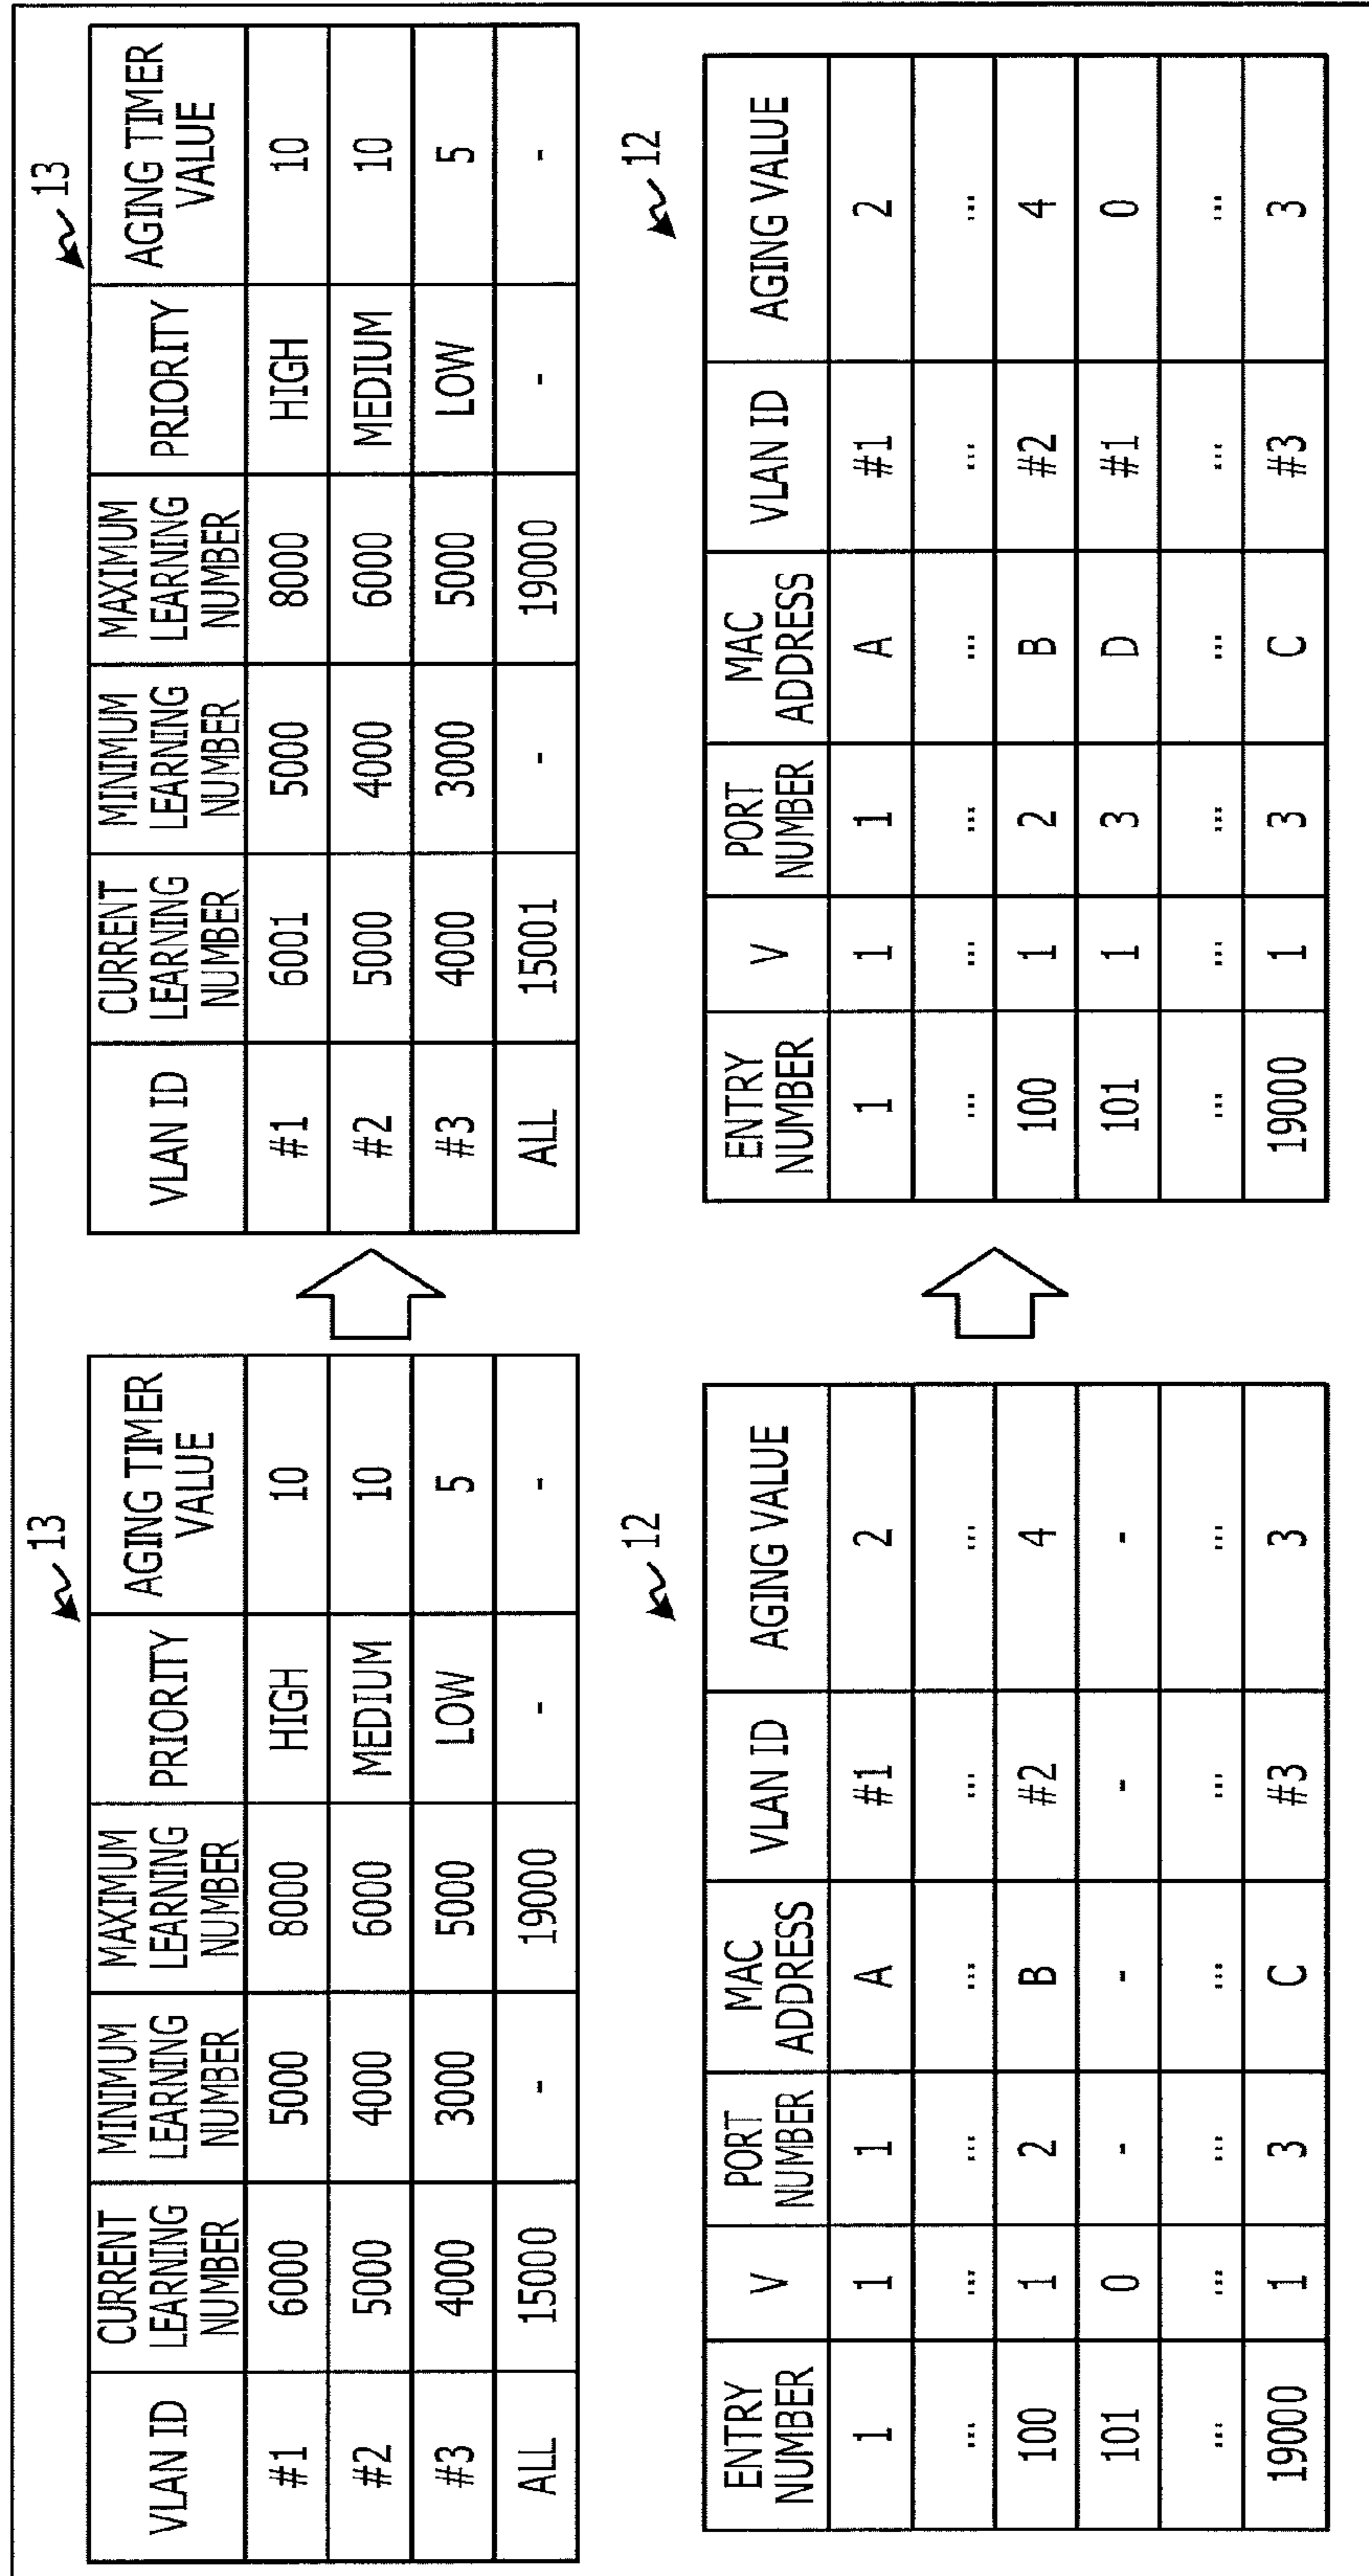 13
VLAN ID CURRENT LEARNING NUMBER MINIMUM LEARNING NUMBER MAXIMUM LEARNING NUMBER PRIORITY AGING TIMER VALUE
#1 6000 5000 8000 HIGH 10
#2 5000 4000 6000 MEDIUM 10
#3 4000 3000 5000 LOW 5
ALL 15000 - 19000 - -
13
VLAN ID CURRENT LEARNING NUMBER MINIMUM LEARNING NUMBER MAXIMUM LEARNING NUMBER PRIORITY AGING TIMER VALUE
#1 6001 5000 8000 HIGH 10
#2 5000 4000 6000 MEDIUM 10
#3 4000 3000 5000 LOW 5
ALL 15001 - 19000 - -
12
ENTRY NUMBER V PORT NUMBER MAC ADDRESS VLAN ID AGING VALUE
1 1 1 A #1 2
... ... ... ... ... ...
100 1 2 B #2 4
101 0 - - - -
... ... ... ... ... ...
19000 1 3 C #3 3
12
ENTRY NUMBER V PORT NUMBER MAC ADDRESS VLAN ID AGING VALUE
1 1 1 A #1 2
... ... ... ... ... ...
100 1 2 B #2 4
101 1 3 D #1 0
... ... ... ... ... ...
19000 1 3 C #3 3